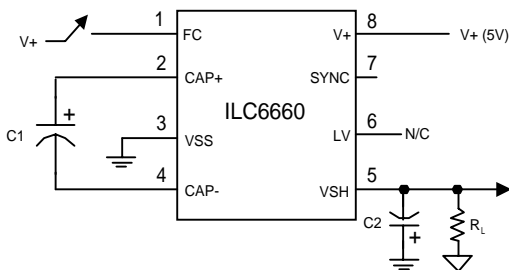 V+
1
FC
2
CAP+
+
C1
3
VSS
4
CAP-
ILC6660
8
V+
V+ (5V)
7
SYNC
6
LV
N/C
5
VSH
C2
+
RL